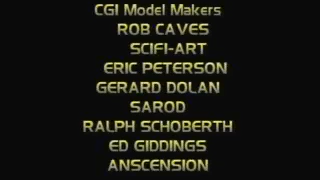 CGI Model Makers
ROB CAVES
SCIFI-ART
ERIC PETERSON
GERARD DOLAN
SAROD
RALPH SCHOBERTH
ED GIDDINGS
ANSCENSION